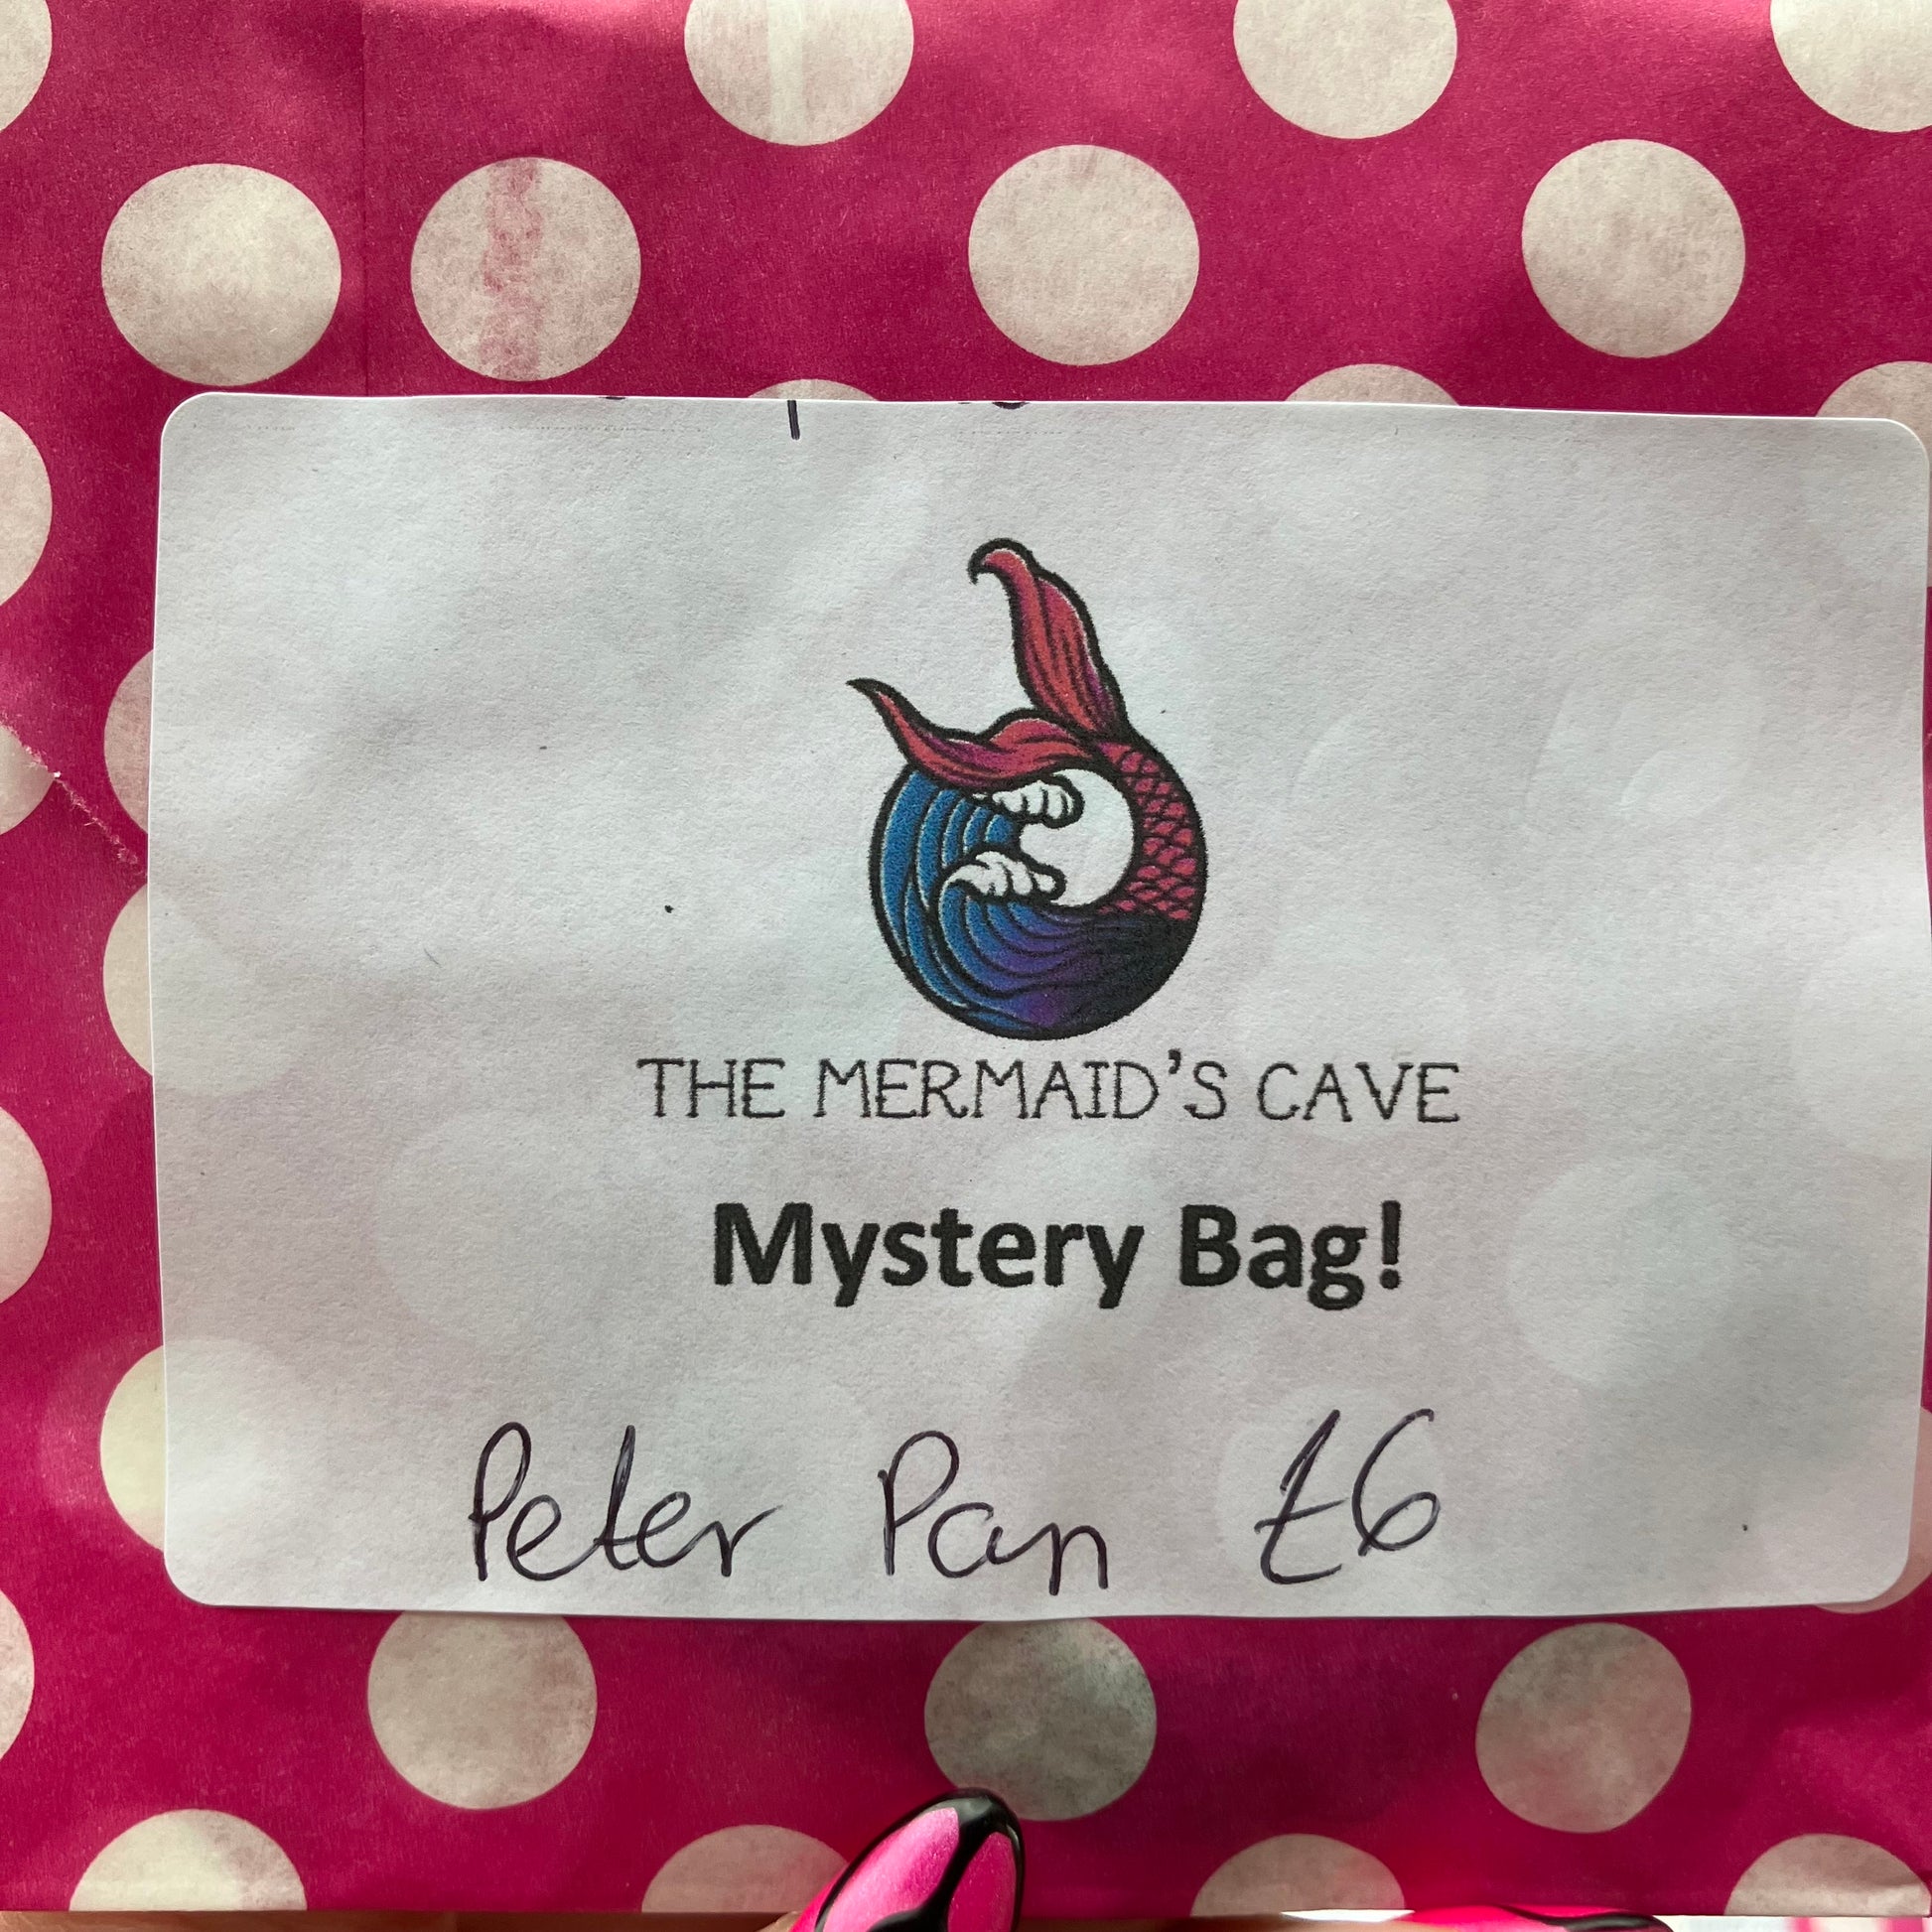 THE MERMAID'S CAVE
Mystery Bag!
Peter Pan £6